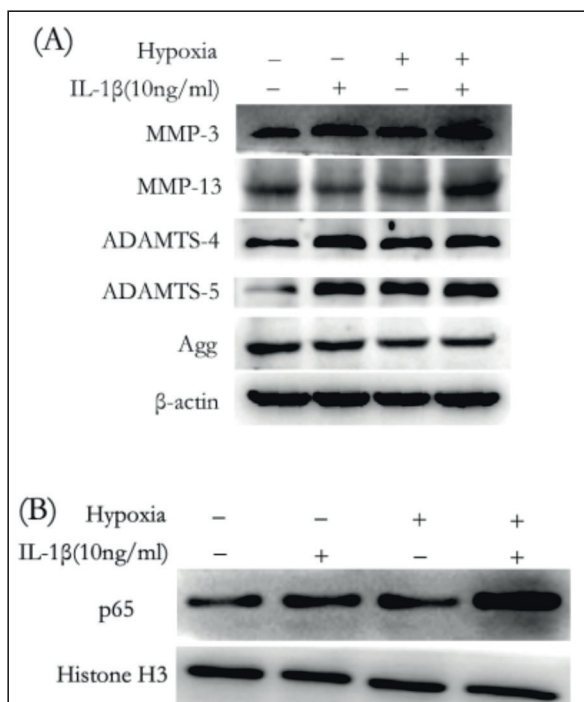 (A)
Hypoxia – – + +
IL-1β(10ng/ml) – + – +
MMP-3
MMP-13
ADAMTS-4
ADAMTS-5
Agg
β-actin
(B)
Hypoxia – – + +
IL-1β(10ng/ml) – + – +
p65
Histone H3